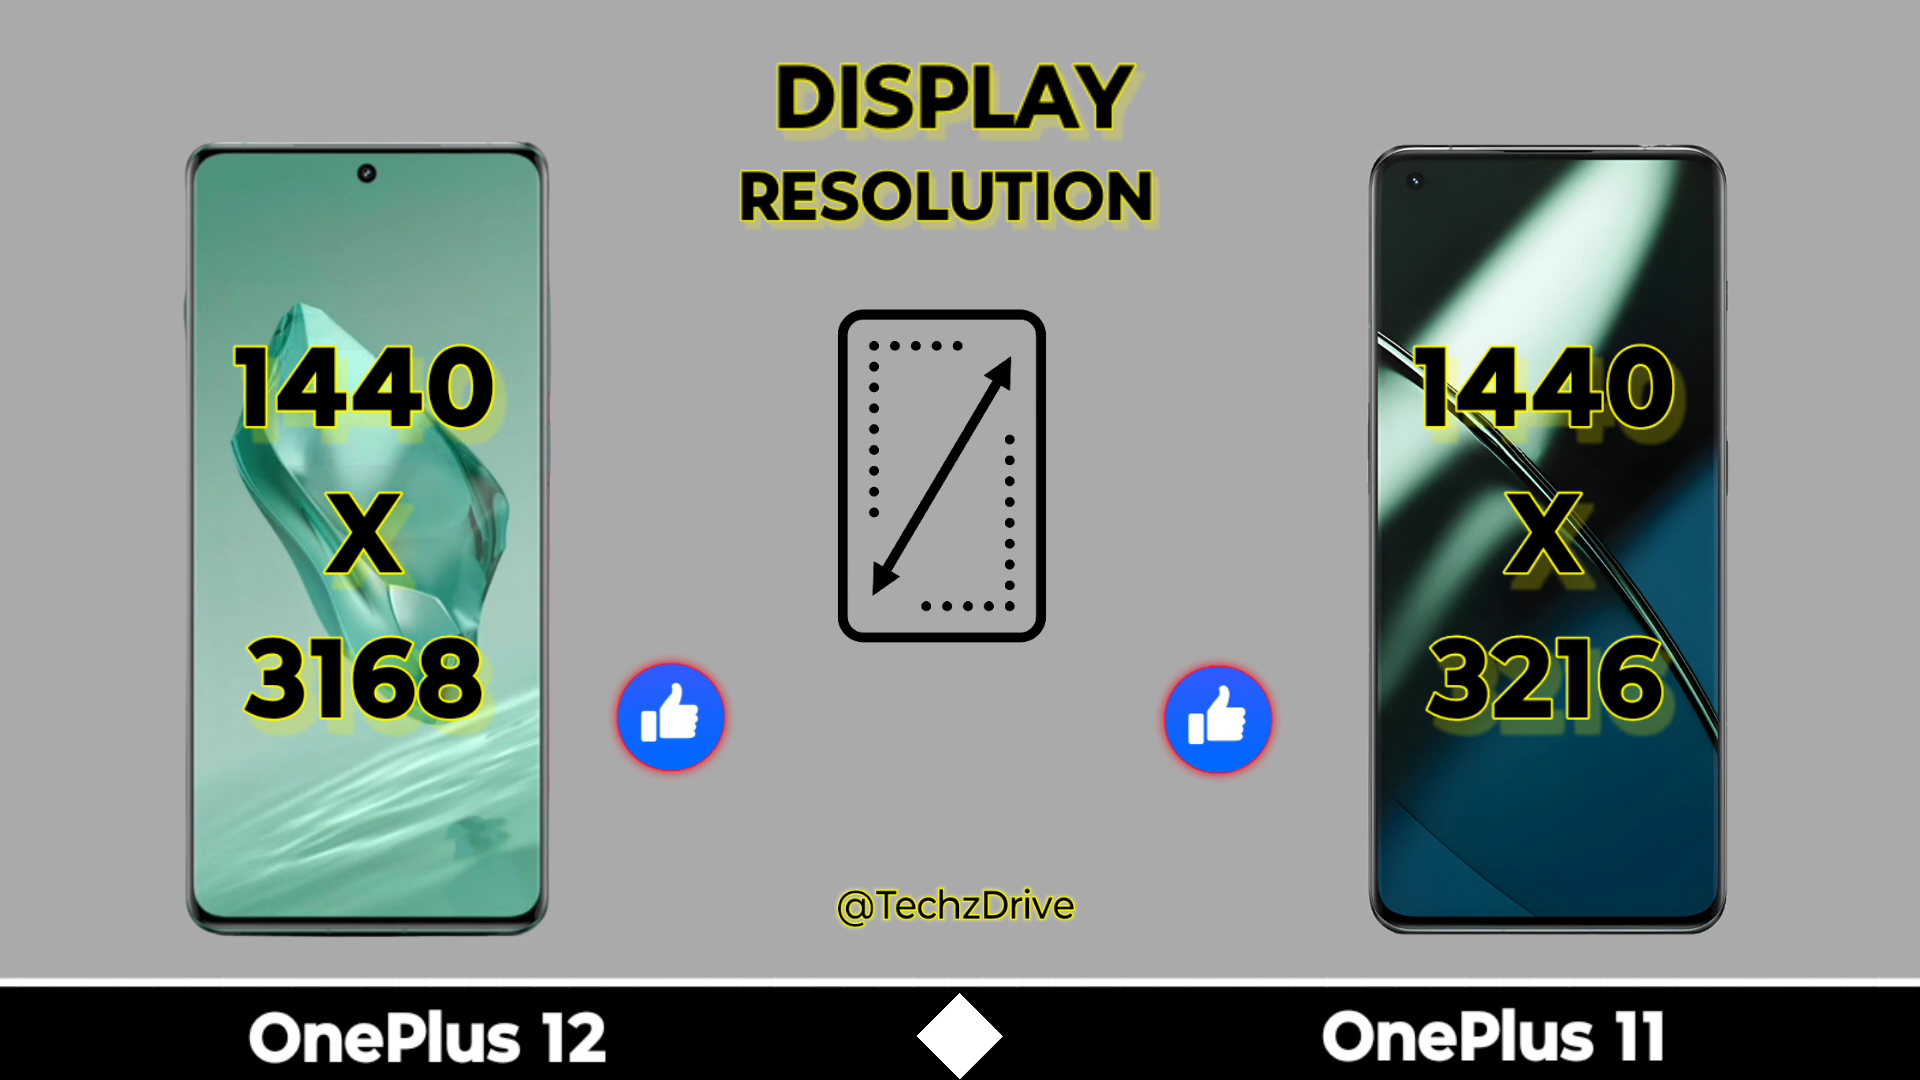 DISPLAY
RESOLUTION
1440
X
3168
1440
X
3216
@TechzDrive
OnePlus 12
OnePlus 11